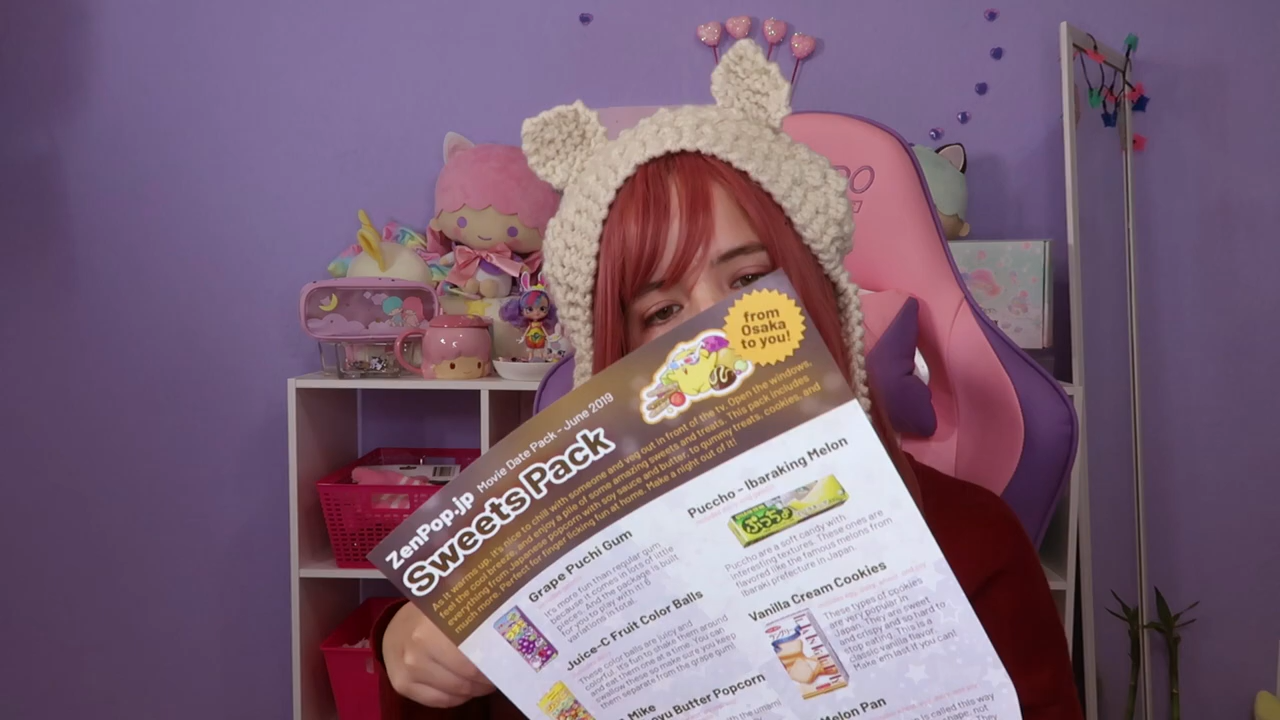 from
Osaka
to you!
ZenPop.jp Movie Date Pack - June 2019
Sweets Pack
As it warms up, it's nice to chill with someone and veg out in front of the tv. Open the windows,
feel the cool breeze, and enjoy a pile of some amazing sweets and treats. This pack includes
everything from Japanese popcorn with soy sauce and butter, to gummy treats, cookies, and
much more. Perfect for finger licking fun at home. Make a night out of it!
Grape Puchi Gum
It's more fun than regular gum
because it comes in lots of little
pieces. And the package is built
for you to play with it! 6
variations in total.
Juice-C Fruit Color Balls
These color balls are juicy and
colorful. It's fun to shake them around
and eat them one at a time. You can
swallow these so make sure you keep
them separate from the grape gum!
Mike
Butter Popcorn
with the umami
Puccho - Ibaraking Melon
Puccho are a soft candy with
interesting textures. These ones are
flavored like the famous melons from
Ibaraki prefecture in Japan.
Vanilla Cream Cookies
These types of cookies
are very popular in
Japan. They are sweet
and crispy and so hard to
stop eating. This is a
classic vanilla flavor.
Make em last if you can!
Melon Pan
is called this way